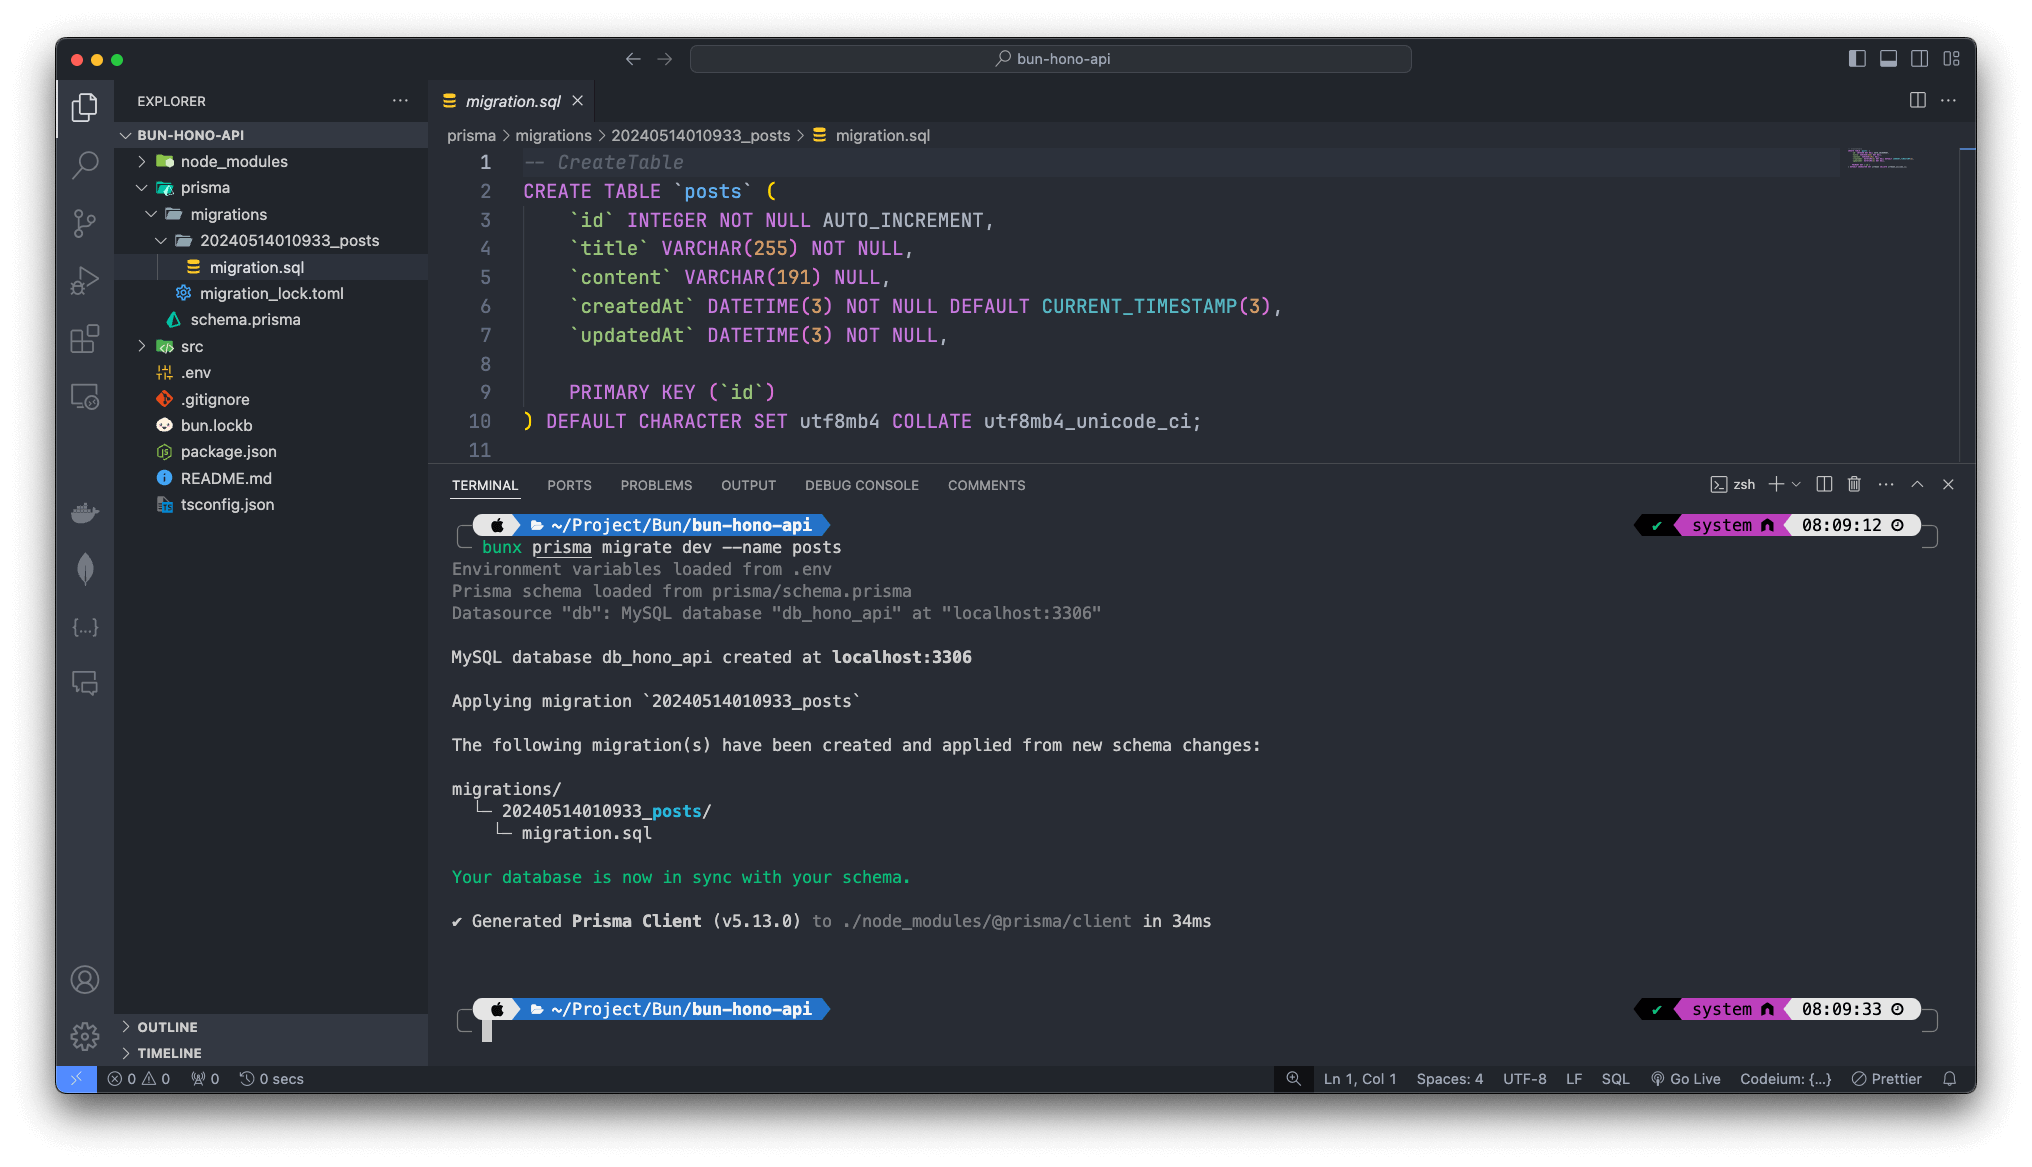 bun-hono-api
EXPLORER
BUN-HONO-API
node_modules
prisma
migrations
20240514010933_posts
migration.sql
migration_lock.toml
schema.prisma
src
.env
.gitignore
bun.lockb
package.json
README.md
tsconfig.json
OUTLINE
TIMELINE
migration.sql
prisma > migrations > 20240514010933_posts > migration.sql
1 -- CreateTable
2 CREATE TABLE `posts` (
3     `id` INTEGER NOT NULL AUTO_INCREMENT,
4     `title` VARCHAR(255) NOT NULL,
5     `content` VARCHAR(191) NULL,
6     `createdAt` DATETIME(3) NOT NULL DEFAULT CURRENT_TIMESTAMP(3),
7     `updatedAt` DATETIME(3) NOT NULL,
8
9     PRIMARY KEY (`id`)
10 ) DEFAULT CHARACTER SET utf8mb4 COLLATE utf8mb4_unicode_ci;
11
TERMINAL PORTS PROBLEMS OUTPUT DEBUG CONSOLE COMMENTS zsh
~/Project/Bun/bun-hono-api ✔ system 08:09:12
bunx prisma migrate dev --name posts
Environment variables loaded from .env
Prisma schema loaded from prisma/schema.prisma
Datasource "db": MySQL database "db_hono_api" at "localhost:3306"
MySQL database db_hono_api created at localhost:3306
Applying migration `20240514010933_posts`
The following migration(s) have been created and applied from new schema changes:
migrations/
└─ 20240514010933_posts/
└─ migration.sql
Your database is now in sync with your schema.
✔ Generated Prisma Client (v5.13.0) to ./node_modules/@prisma/client in 34ms
~/Project/Bun/bun-hono-api ✔ system 08:09:33
0 0 0 0 secs Ln 1, Col 1 Spaces: 4 UTF-8 LF SQL Go Live Codeium: {...} Prettier